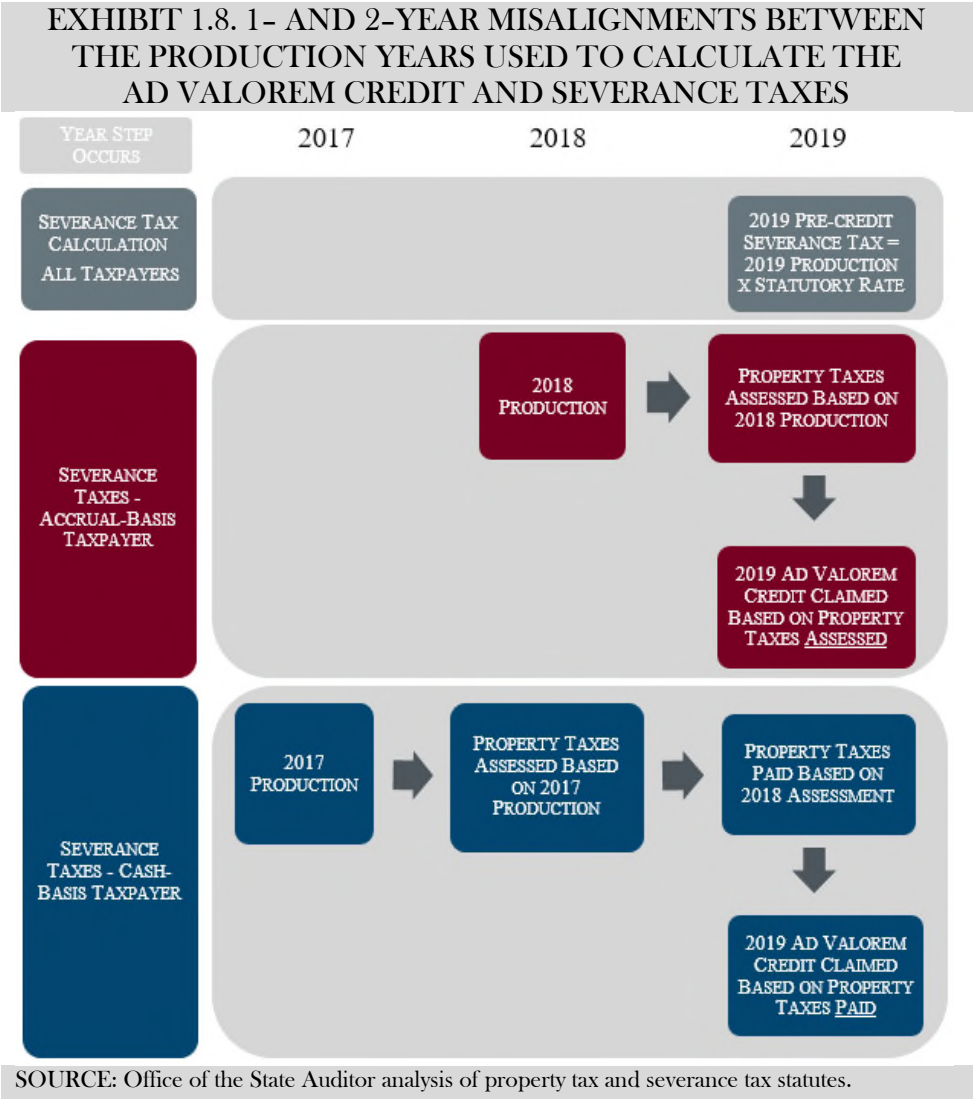 EXHIBIT 1.8. 1– AND 2–YEAR MISALIGNMENTS BETWEEN
THE PRODUCTION YEARS USED TO CALCULATE THE
AD VALOREM CREDIT AND SEVERANCE TAXES
YEAR STEP
OCCURS
2017
2018
2019
SEVERANCE TAX
CALCULATION
ALL TAXPAYERS
2019 PRE-CREDIT
SEVERANCE TAX =
2019 PRODUCTION
X STATUTORY RATE
SEVERANCE
TAXES -
ACCRUAL-BASIS
TAXPAYER
2018
PRODUCTION
PROPERTY TAXES
ASSESSED BASED ON
2018 PRODUCTION
2019 AD VALOREM
CREDIT CLAIMED
BASED ON PROPERTY
TAXES ASSESSED
SEVERANCE
TAXES - CASH-
BASIS TAXPAYER
2017
PRODUCTION
PROPERTY TAXES
ASSESSED BASED
ON 2017
PRODUCTION
PROPERTY TAXES
PAID BASED ON
2018 ASSESSMENT
2019 AD VALOREM
CREDIT CLAIMED
BASED ON PROPERTY
TAXES PAID
SOURCE: Office of the State Auditor analysis of property tax and severance tax statutes.